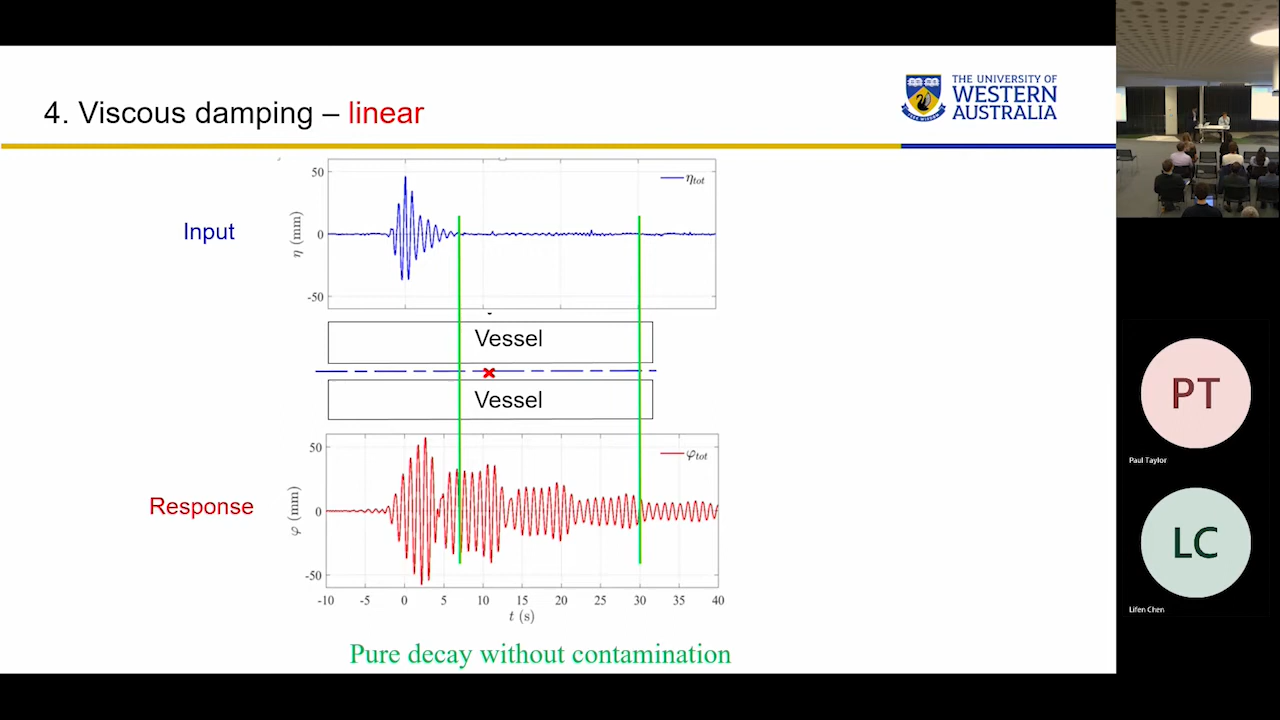 4. Viscous damping – linear
THE UNIVERSITY OF
WESTERN
AUSTRALIA
Input
50
0
-50
η (mm)
η_tot
Vessel
Vessel
Response
50
0
-50
φ (mm)
φ_tot
-10 -5 0 5 10 15 20 25 30 35 40
t (s)
Pure decay without contamination
PT
Paul Taylor
LC
Lifen Chen